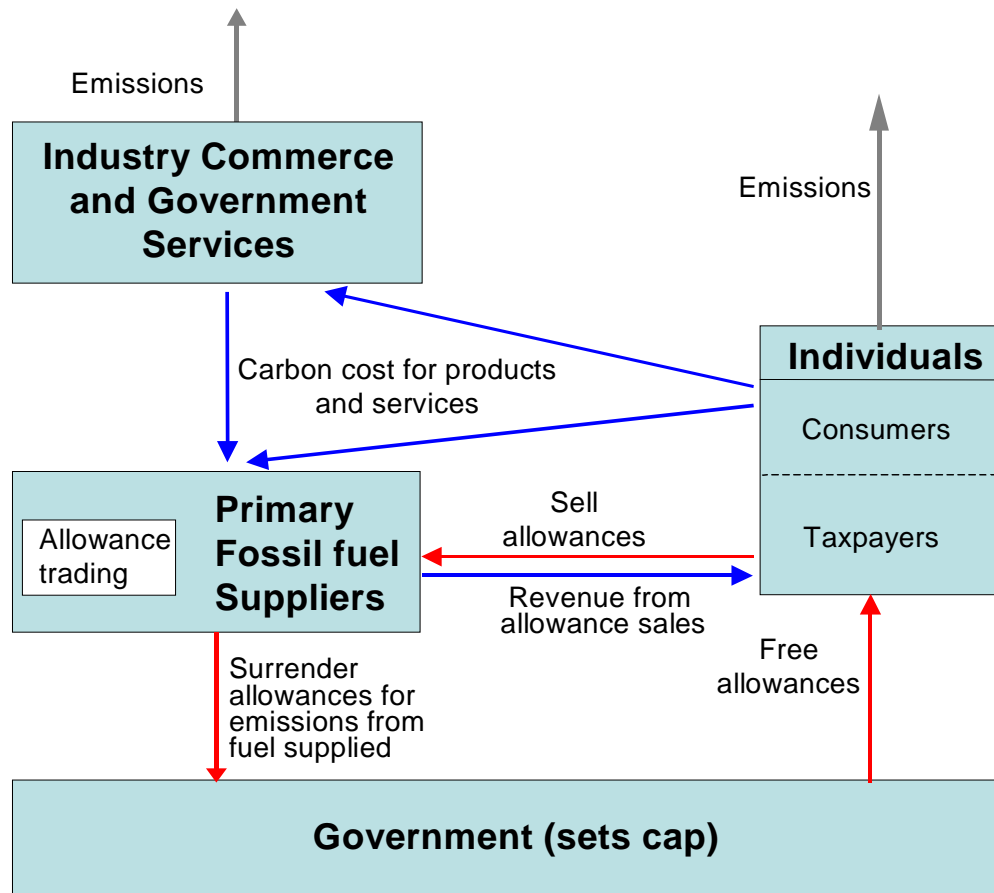 Emissions
Industry Commerce
and Government
Services
Emissions
Carbon cost for products
and services
Individuals
Consumers
Taxpayers
Allowance
trading
Primary
Fossil fuel
Suppliers
Sell
allowances
Revenue from
allowance sales
Surrender
allowances for
emissions from
fuel supplied
Free
allowances
Government (sets cap)